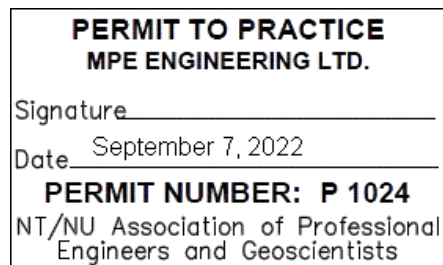 PERMIT TO PRACTICE
MPE ENGINEERING LTD.
Signature
Date September 7, 2022
PERMIT NUMBER: P 1024
NT/NU Association of Professional
Engineers and Geoscientists